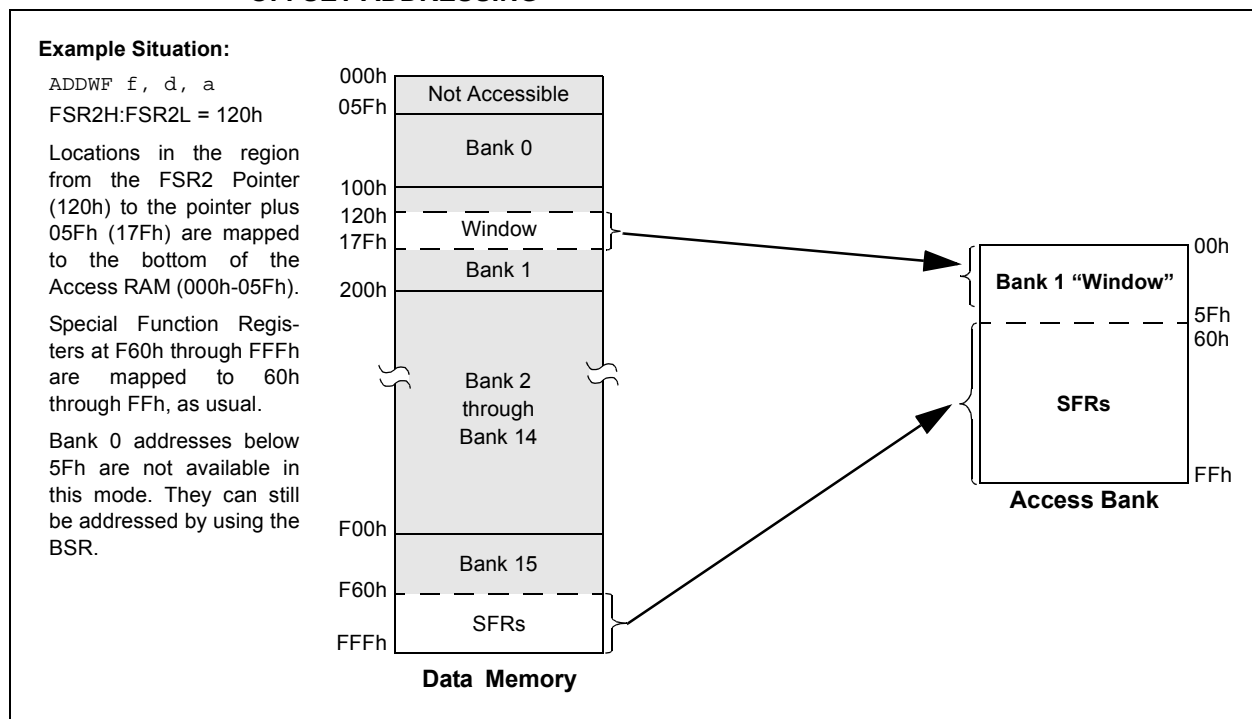 Example Situation:
ADDWF f, d, a
FSR2H:FSR2L = 120h
Locations in the region
from the FSR2 Pointer
(120h) to the pointer plus
05Fh (17Fh) are mapped
to the bottom of the
Access RAM (000h-05Fh).
Special Function Regis-
ters at F60h through FFFh
are mapped to 60h
through FFh, as usual.
Bank 0 addresses below
5Fh are not available in
this mode. They can still
be addressed by using the
BSR.
000h
Not Accessible
05Fh
Bank 0
100h
120h
Window
17Fh
Bank 1
200h
Bank 2
through
Bank 14
F00h
Bank 15
F60h
SFRs
FFFh
Data Memory
00h
Bank 1 “Window”
5Fh
60h
SFRs
FFh
Access Bank